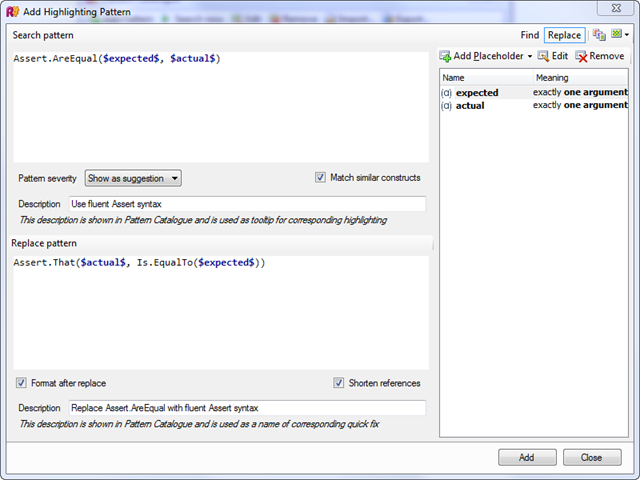 Add Highlighting Pattern
Search pattern
Find Replace
Assert.AreEqual($expected$, $actual$)
Add Placeholder Edit Remove
Name Meaning
(α) expected exactly one argument
(α) actual exactly one argument
Pattern severity Show as suggestion Match similar constructs
Description Use fluent Assert syntax
This description is shown in Pattern Catalogue and is used as tooltip for corresponding highlighting
Replace pattern
Assert.That($actual$, Is.EqualTo($expected$))
Format after replace Shorten references
Description Replace Assert.AreEqual with fluent Assert syntax
This description is shown in Pattern Catalogue and is used as a name of corresponding quick fix
Add Close